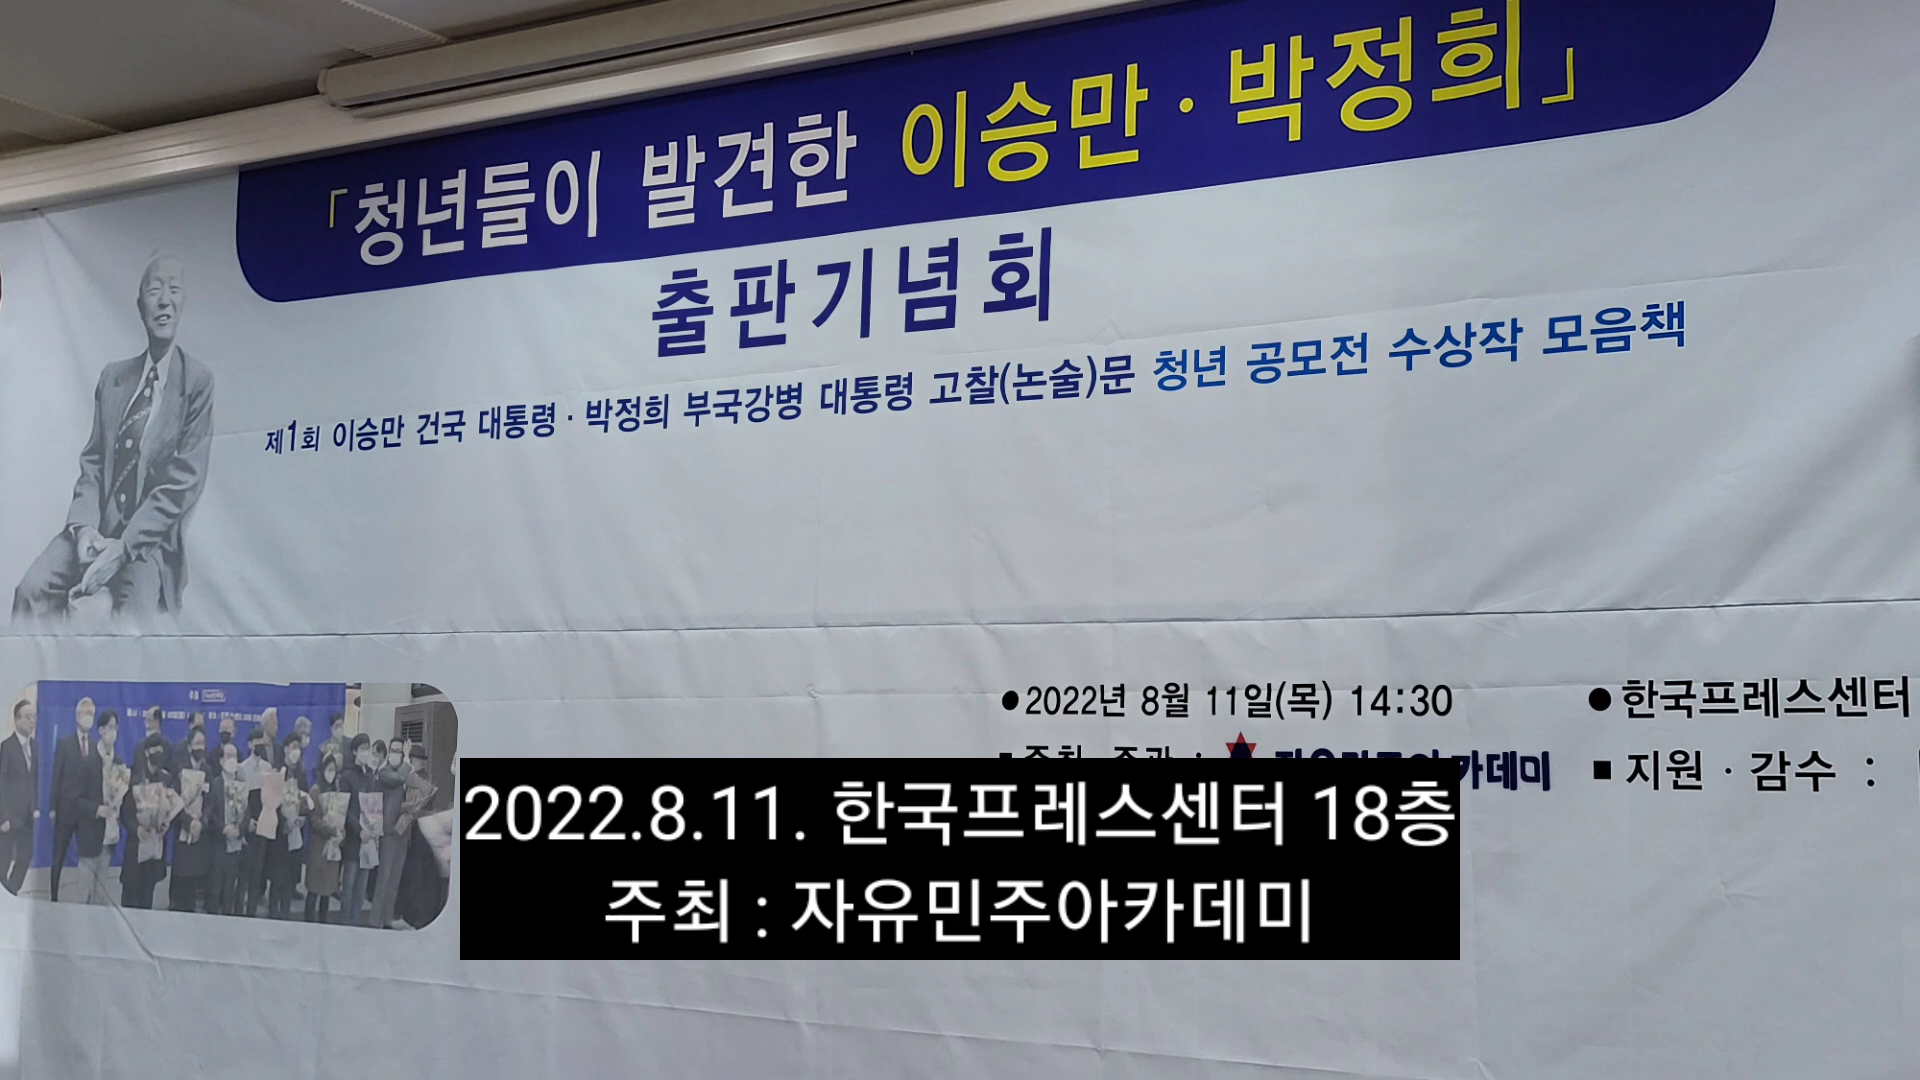 「청년들이 발견한 이승만·박정희」
출판기념회
제1회 이승만 건국 대통령·박정희 부국강병 대통령 고찰(논술)문 청년 공모전 수상작 모음책
●2022년 8월 11일(목) 14:30 ●한국프레스센터
카데미 ■지원·감수 :
2022.8.11. 한국프레스센터 18층
주최 : 자유민주아카데미